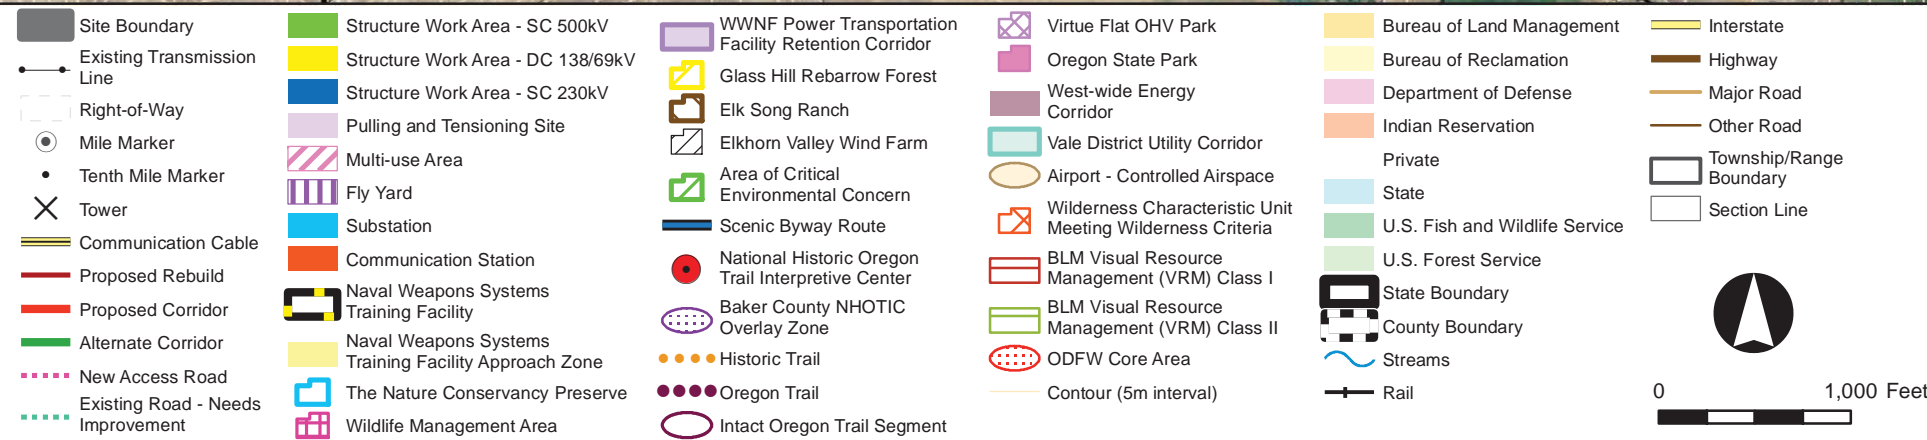 Site Boundary
Existing Transmission
Line
Right-of-Way
Mile Marker
Tenth Mile Marker
Tower
Communication Cable
Proposed Rebuild
Proposed Corridor
Alternate Corridor
New Access Road
Existing Road - Needs
Improvement
Structure Work Area - SC 500kV
Structure Work Area - DC 138/69kV
Structure Work Area - SC 230kV
Pulling and Tensioning Site
Multi-use Area
Fly Yard
Substation
Communication Station
Naval Weapons Systems
Training Facility
Naval Weapons Systems
Training Facility Approach Zone
The Nature Conservancy Preserve
Wildlife Management Area
WWNF Power Transportation
Facility Retention Corridor
Glass Hill Rebarrow Forest
Elk Song Ranch
Elkhorn Valley Wind Farm
Area of Critical
Environmental Concern
Scenic Byway Route
National Historic Oregon
Trail Interpretive Center
Baker County NHOTIC
Overlay Zone
Historic Trail
Oregon Trail
Intact Oregon Trail Segment
Virtue Flat OHV Park
Oregon State Park
West-wide Energy
Corridor
Vale District Utility Corridor
Airport - Controlled Airspace
Wilderness Characteristic Unit
Meeting Wilderness Criteria
BLM Visual Resource
Management (VRM) Class I
BLM Visual Resource
Management (VRM) Class II
ODFW Core Area
Contour (5m interval)
Bureau of Land Management
Bureau of Reclamation
Department of Defense
Indian Reservation
Private
State
U.S. Fish and Wildlife Service
U.S. Forest Service
State Boundary
County Boundary
Streams
Rail
Interstate
Highway
Major Road
Other Road
Township/Range
Boundary
Section Line
0 1,000 Feet